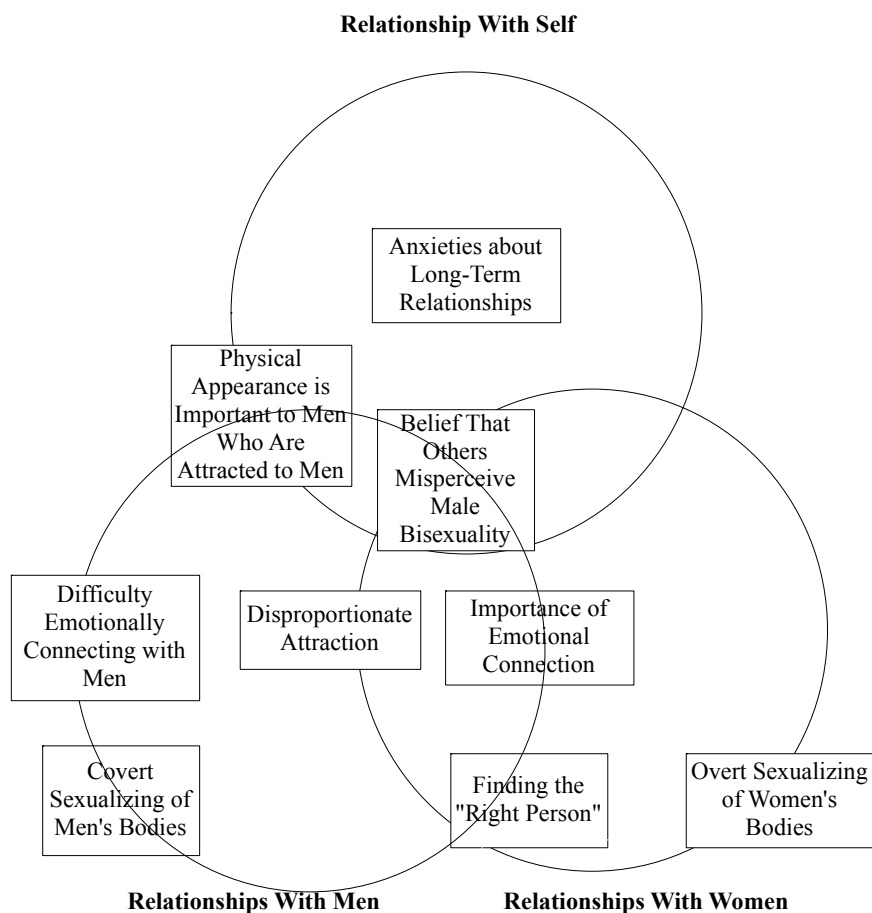 Relationship With Self
Anxieties about
Long-Term
Relationships
Physical
Appearance is
Important to Men
Who Are
Attracted to Men
Belief That
Others
Misperceive
Male
Bisexuality
Difficulty
Emotionally
Connecting with
Men
Disproportionate
Attraction
Importance of
Emotional
Connection
Covert
Sexualizing of
Men's Bodies
Finding the
"Right Person"
Overt Sexualizing
of Women's
Bodies
Relationships With Men
Relationships With Women